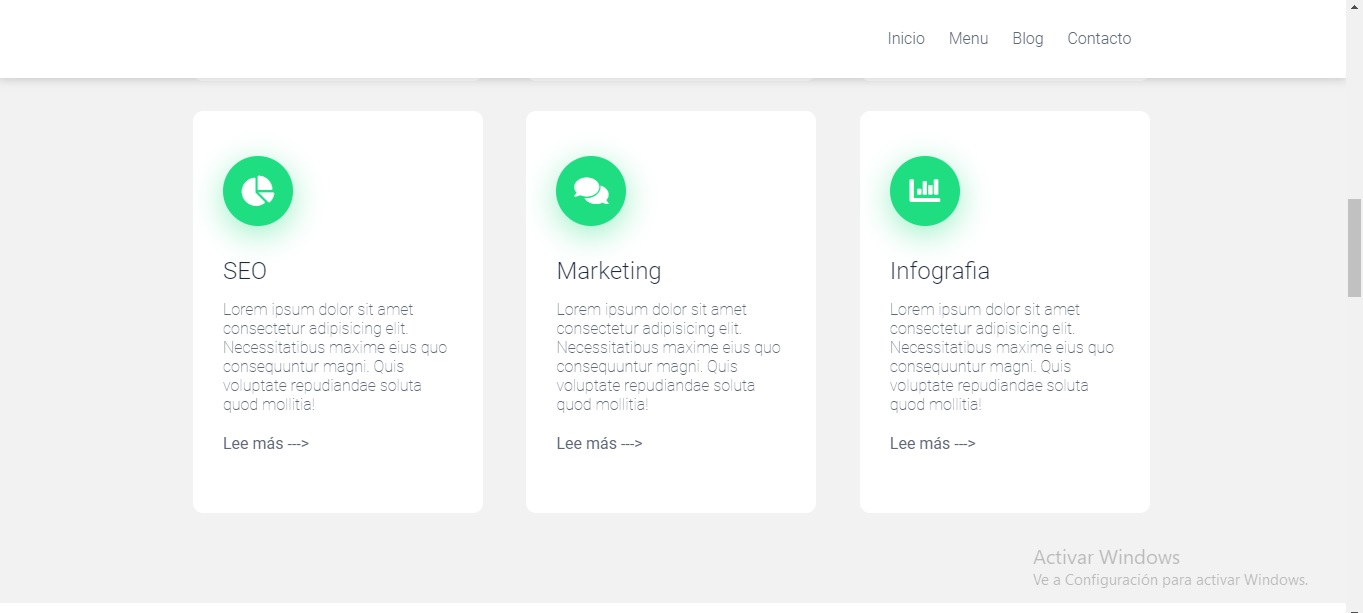 Inicio Menu Blog Contacto
SEO
Lorem ipsum dolor sit amet
consectetur adipisicing elit.
Necessitatibus maxime eius quo
consequuntur magni. Quis
voluptate repudiandae soluta
quod mollitia!
Lee más --->
Marketing
Lorem ipsum dolor sit amet
consectetur adipisicing elit.
Necessitatibus maxime eius quo
consequuntur magni. Quis
voluptate repudiandae soluta
quod mollitia!
Lee más --->
Infografia
Lorem ipsum dolor sit amet
consectetur adipisicing elit.
Necessitatibus maxime eius quo
consequuntur magni. Quis
voluptate repudiandae soluta
quod mollitia!
Lee más --->
Activar Windows
Ve a Configuración para activar Windows.